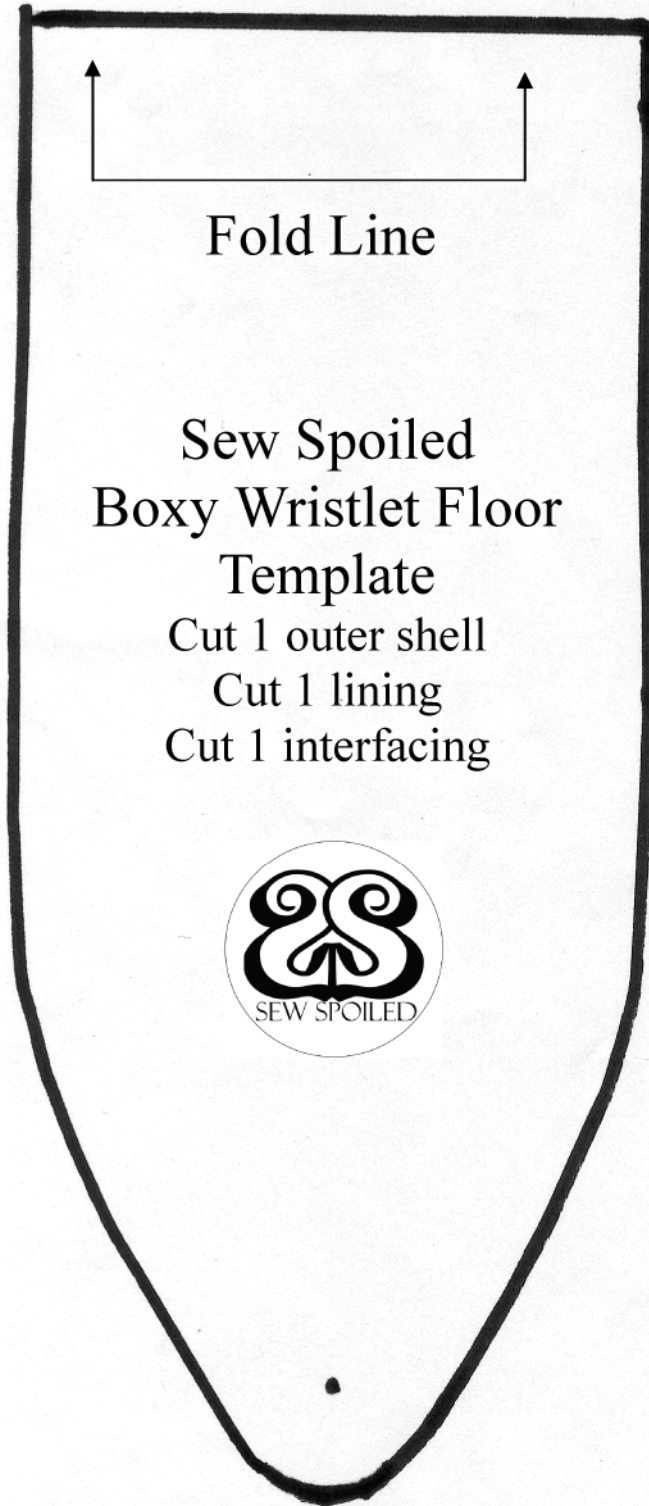 Fold Line
Sew Spoiled
Boxy Wristlet Floor
Template
Cut 1 outer shell
Cut 1 lining
Cut 1 interfacing
SEW SPOILED